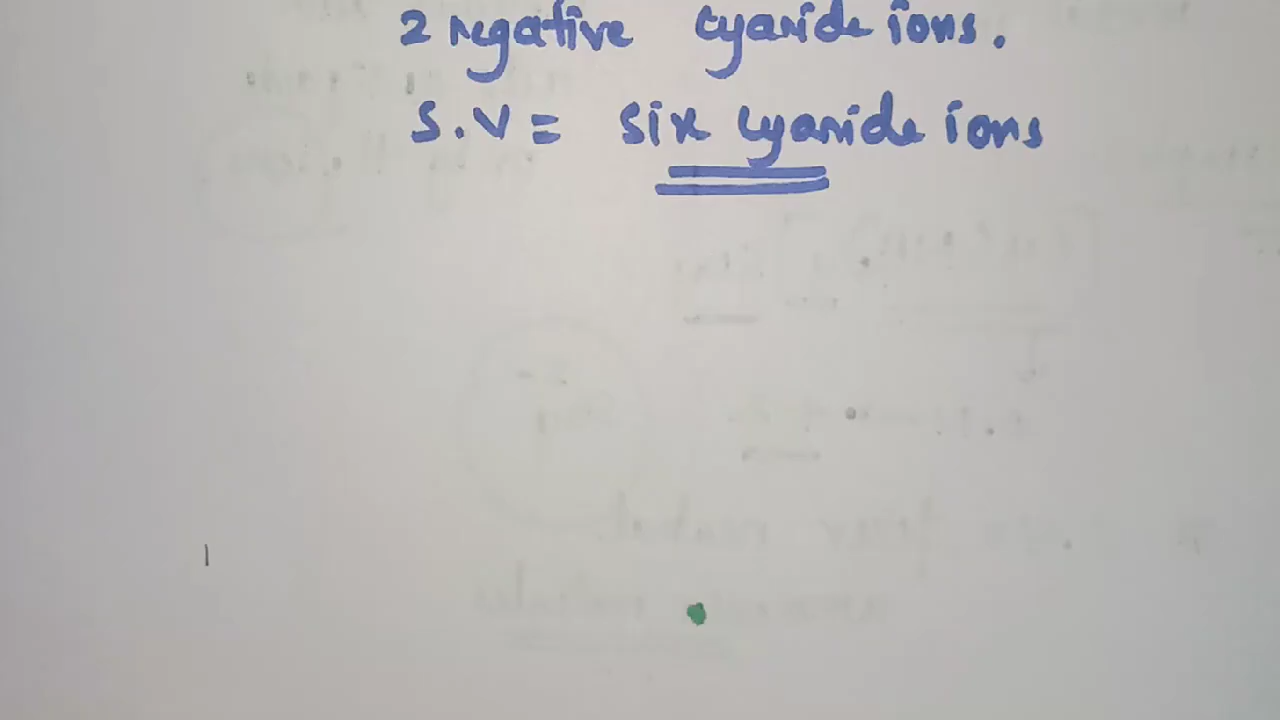 2 negative cyanide ions.
S.V = six cyanide ions